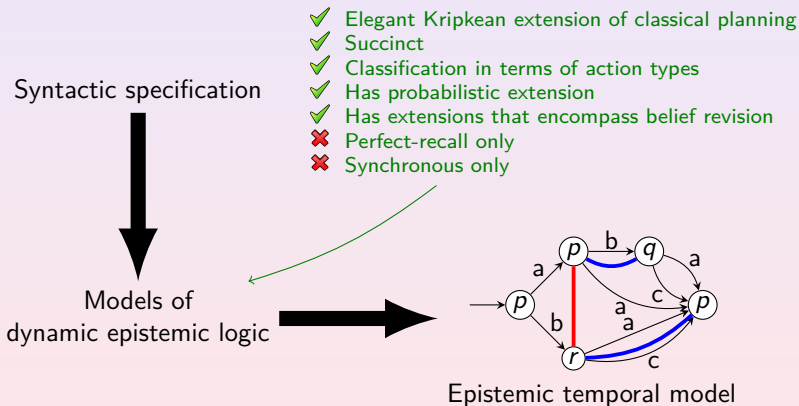 Elegant Kripkean extension of classical planning
Succinct
Classification in terms of action types
Has probabilistic extension
Has extensions that encompass belief revision
Perfect-recall only
Synchronous only
Syntactic specification
Models of
dynamic epistemic logic
p
a
b
p
b
q
a
c
a
a
p
r
c
Epistemic temporal model